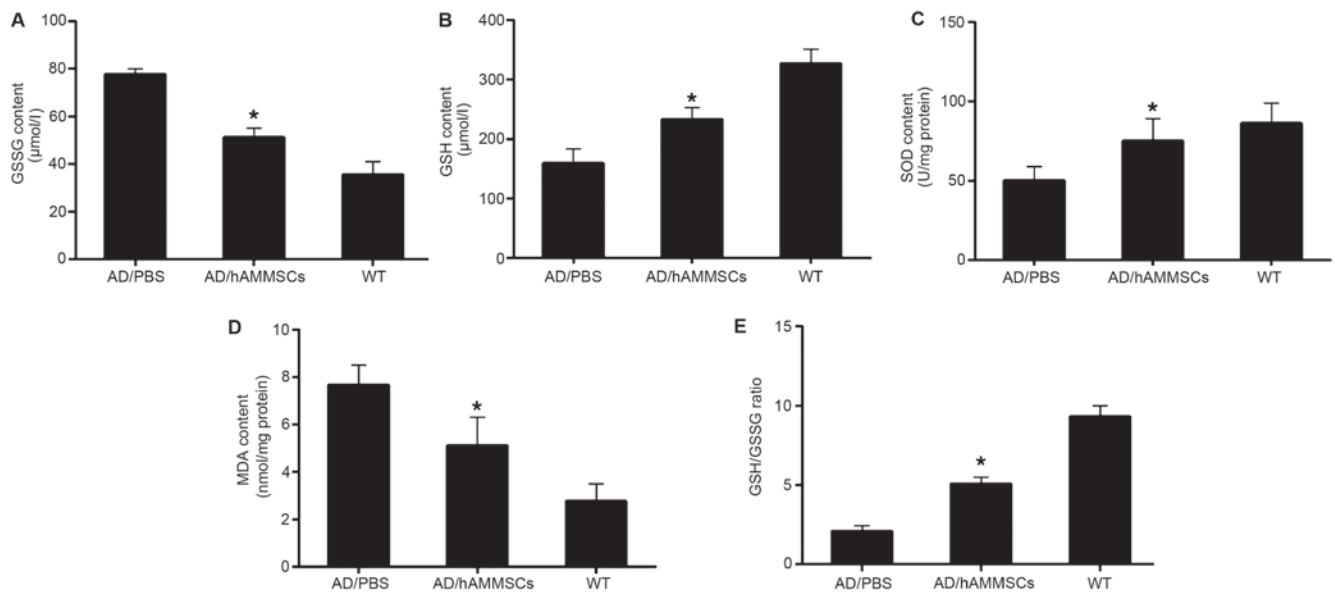 A
GSSG content
(µmol/l)
100
80
60
40
20
0
*
AD/PBS
AD/hAMMSCs
WT
B
GSH content
(µmol/l)
400
300
200
100
0
*
AD/PBS
AD/hAMMSCs
WT
C
SOD content
(U/mg protein)
150
100
50
0
*
AD/PBS
AD/hAMMSCs
WT
D
MDA content
(nmol/mg protein)
10
8
6
4
2
0
*
AD/PBS
AD/hAMMSCs
WT
E
GSH/GSSG ratio
15
10
5
0
*
AD/PBS
AD/hAMMSCs
WT